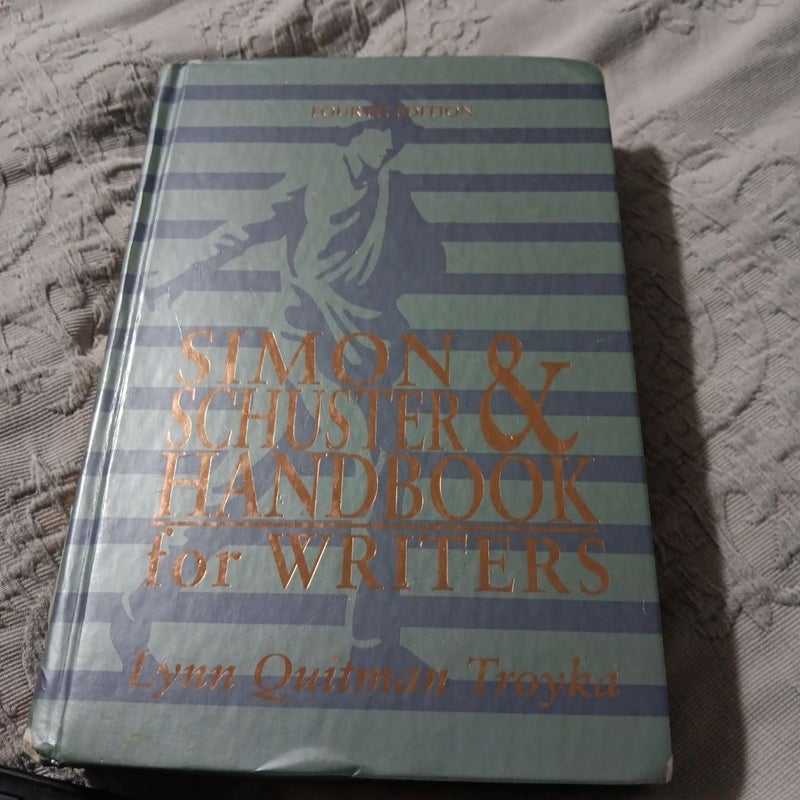 FOURTH EDITION
SIMON &
SCHUSTER
HANDBOOK
for WRITERS
Lynn Quitman Troyka